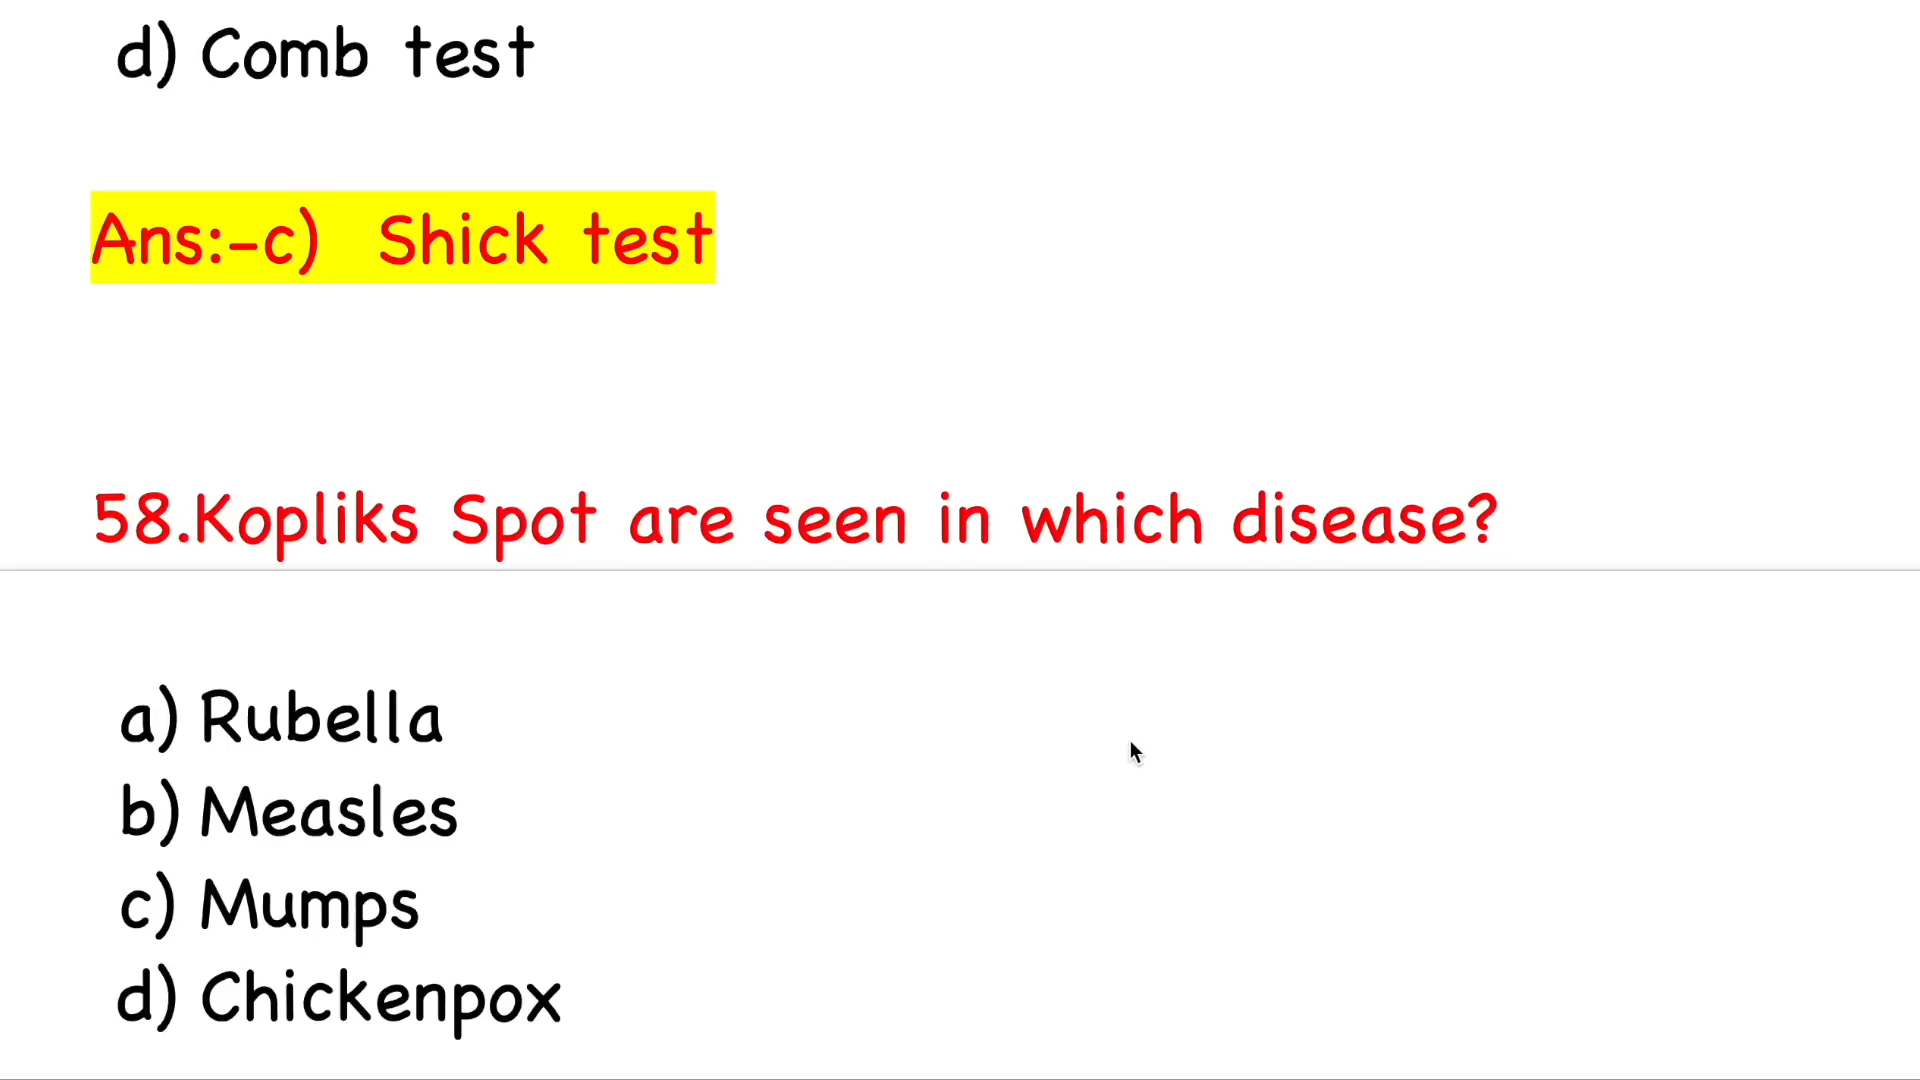 d) Comb test
Ans:-c) Shick test
58.Kopliks Spot are seen in which disease?
a) Rubella
b) Measles
c) Mumps
d) Chickenpox